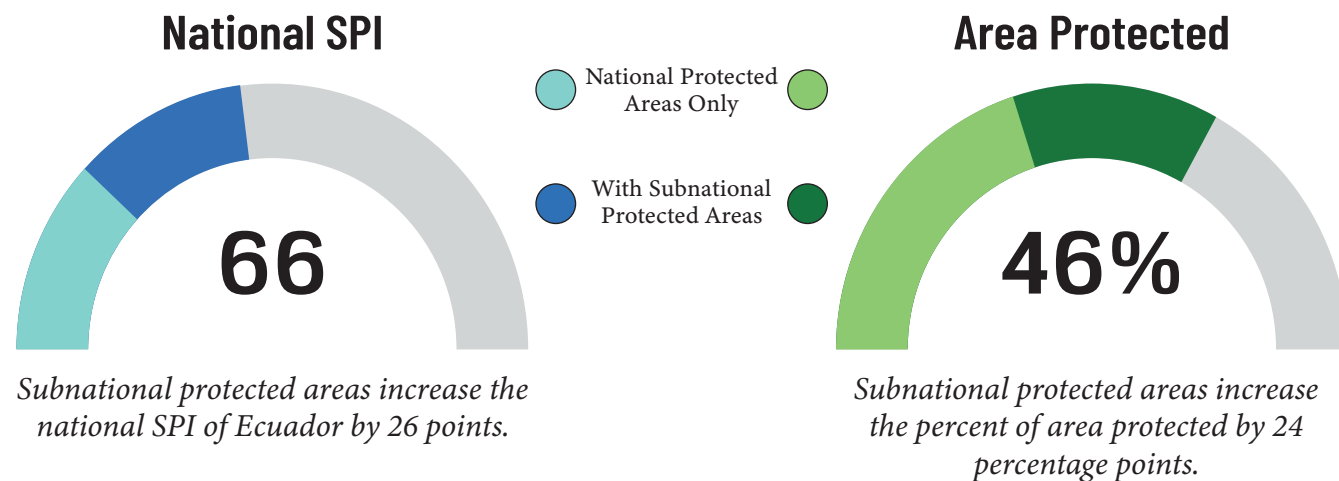 National SPI
66
Subnational protected areas increase the
national SPI of Ecuador by 26 points.
National Protected
Areas Only
With Subnational
Protected Areas
Area Protected
46%
Subnational protected areas increase
the percent of area protected by 24
percentage points.